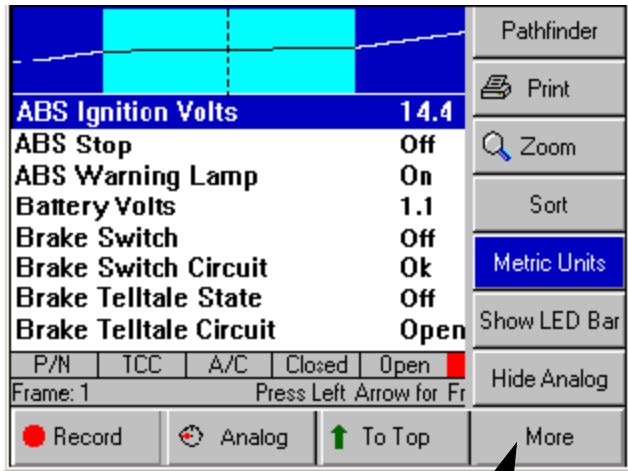 Pathfinder
Print
ABS Ignition Volts 14.4
ABS Stop Off
Zoom
ABS Warning Lamp On
Battery Volts 1.1
Sort
Brake Switch Off
Brake Switch Circuit Ok
Metric Units
Brake Telltale State Off
Brake Telltale Circuit Open
Show LED Bar
P/N TCC A/C Closed Open
Hide Analog
Frame: 1 Press Left Arrow for Fr
Record Analog To Top More